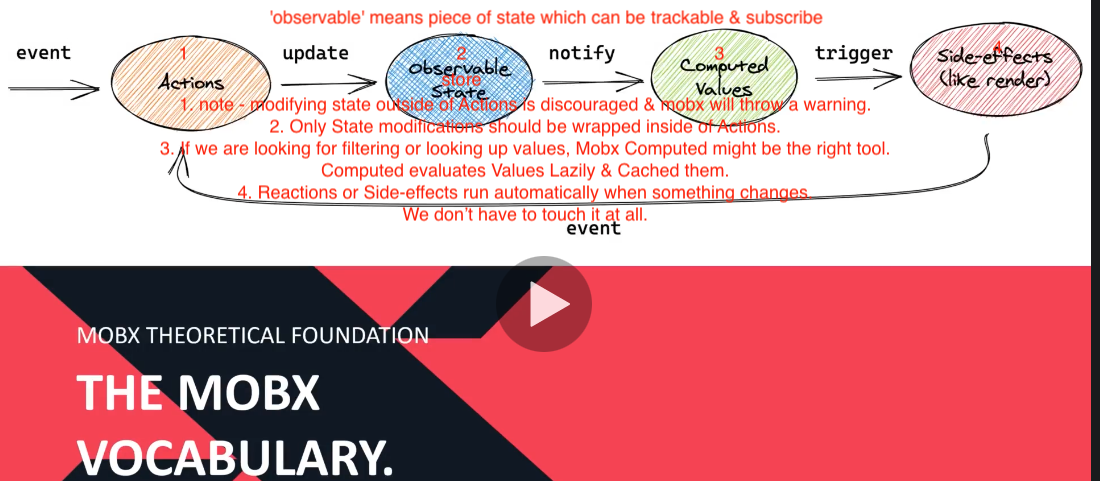 'observable' means piece of state which can be trackable & subscribe
event
1
Actions
update
2
Observable
store
State
notify
3
Computed
Values
trigger
4
Side-effects
(like render)
1. note - modifying state outside of Actions is discouraged & mobx will throw a warning.
2. Only State modifications should be wrapped inside of Actions.
3. If we are looking for filtering or looking up values, Mobx Computed might be the right tool.
Computed evaluates Values Lazily & Cached them.
4. Reactions or Side-effects run automatically when something changes.
We don't have to touch it at all.
event
MOBX THEORETICAL FOUNDATION
THE MOBX
VOCABULARY.